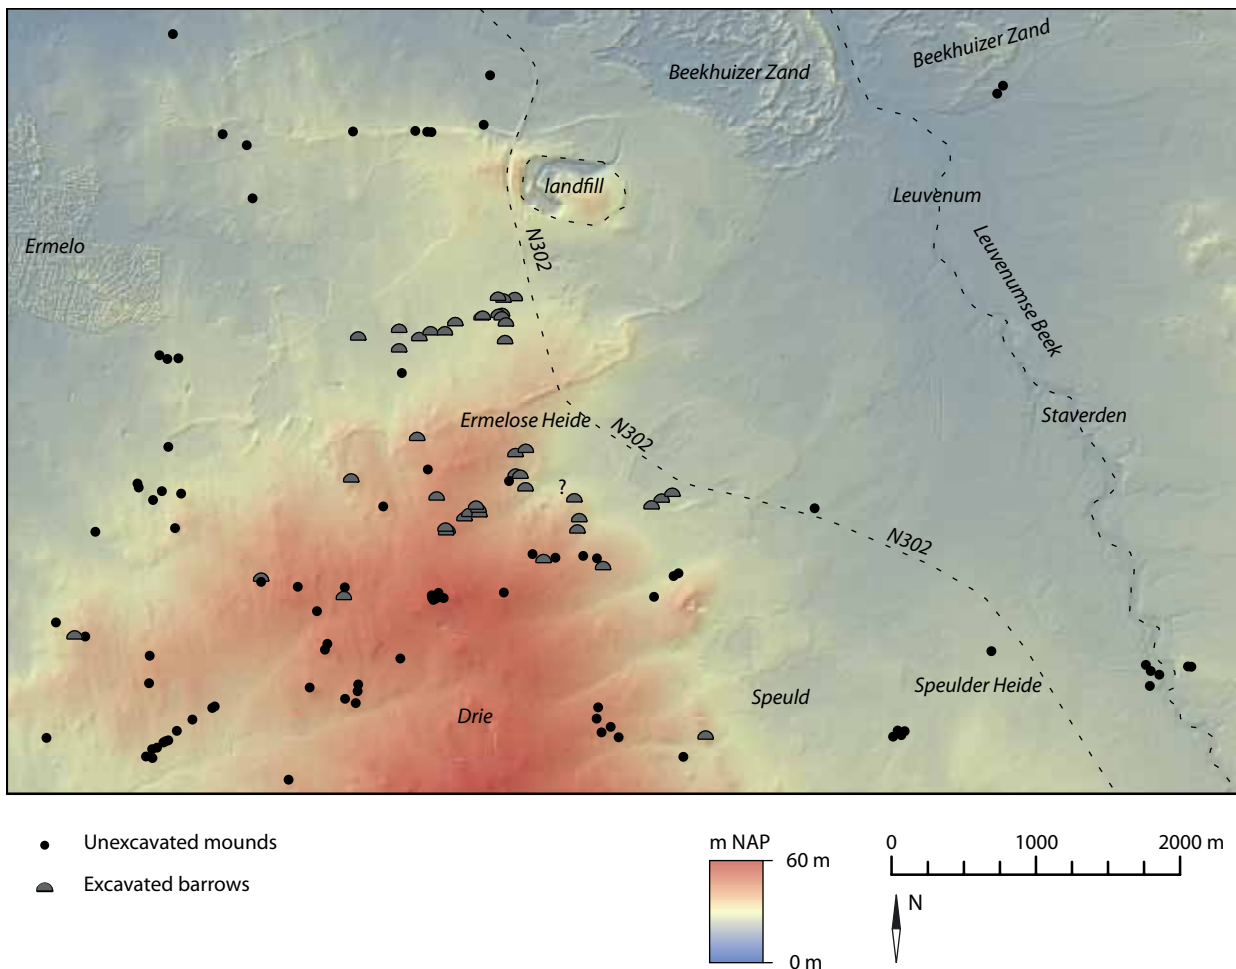 Beekhuizer Zand
Beekhuizer Zand
landfill
Leuvenum
Ermelo
N302
Leuvenumse Beek
Ermelose Heide
N302
Staverden
?
N302
Speuld
Speulder Heide
Drie
Unexcavated mounds
Excavated barrows
m NAP
60 m
0 m
0 1000 2000 m
N